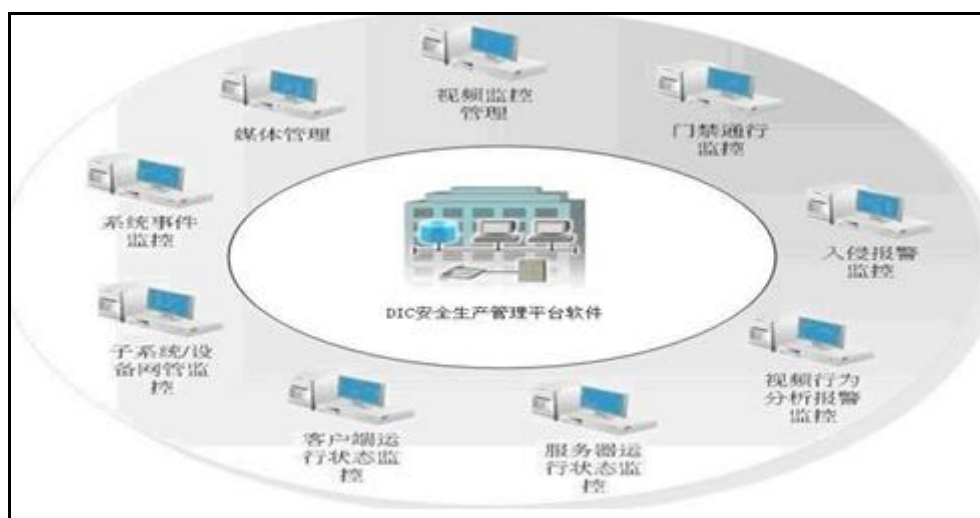 视频监控
管理
媒体管理
门禁通行
监控
系统事件
监控
入侵报警
监控
DIC安全生产管理平台软件
子系统/设
备网管监
控
视频行为
分析报警
监控
客户端运
行状态监
控
服务器运
行状态监
控